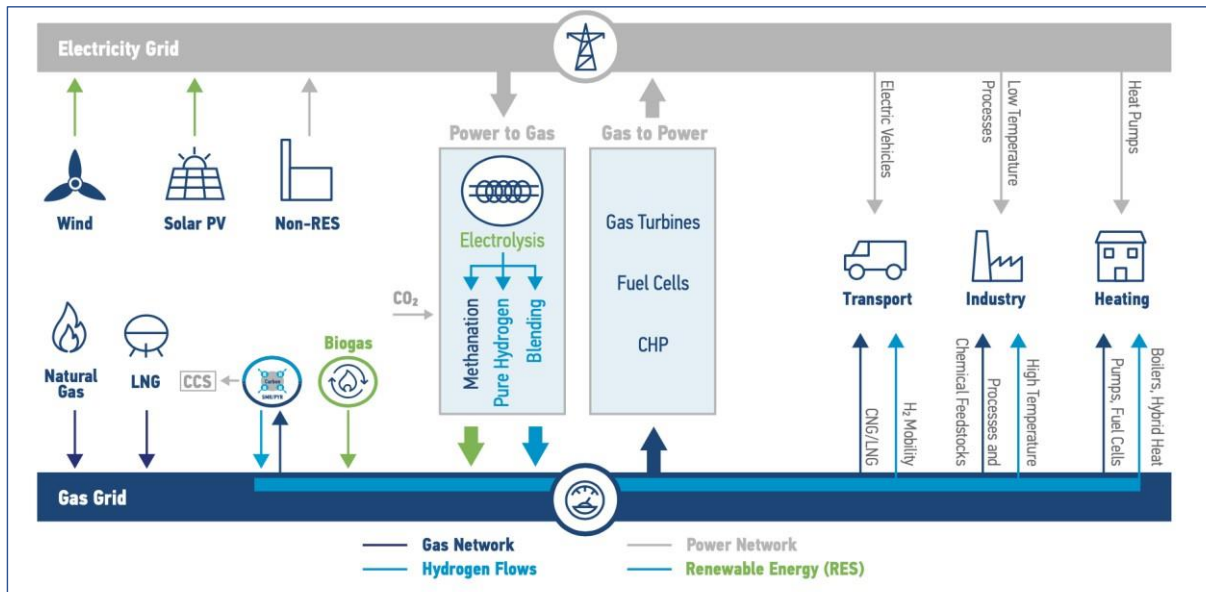 Electricity Grid
Power to Gas
Gas to Power
Electric Vehicles
Low Temperature
Processes
Heat Pumps
Wind
Solar PV
Non-RES
Electrolysis
Methanation
Pure Hydrogen
Blending
CO₂
Gas Turbines
Fuel Cells
CHP
Transport
Industry
Heating
Natural
Gas
LNG
CCS
Carbon
SMR/PYR
Biogas
CNG/LNG
H₂ Mobility
Chemical Feedstocks
Processes and
High Temperature
Pumps, Fuel Cells
Boilers, Hybrid Heat
Gas Grid
Gas Network
Power Network
Hydrogen Flows
Renewable Energy (RES)